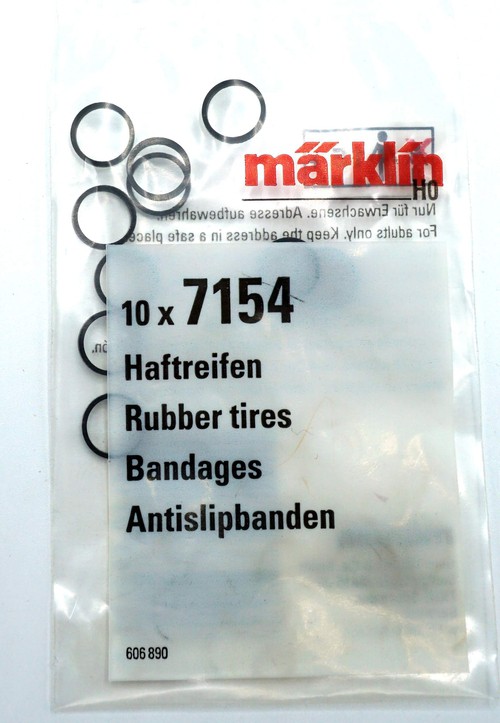 märklin
H0
Nur für Erwachsene. Adresse aufbewahren.
For adults only. Keep the address in a safe place
10 x 7154
Haftreifen
Rubber tires
Bandages
Antislipbanden
606 890